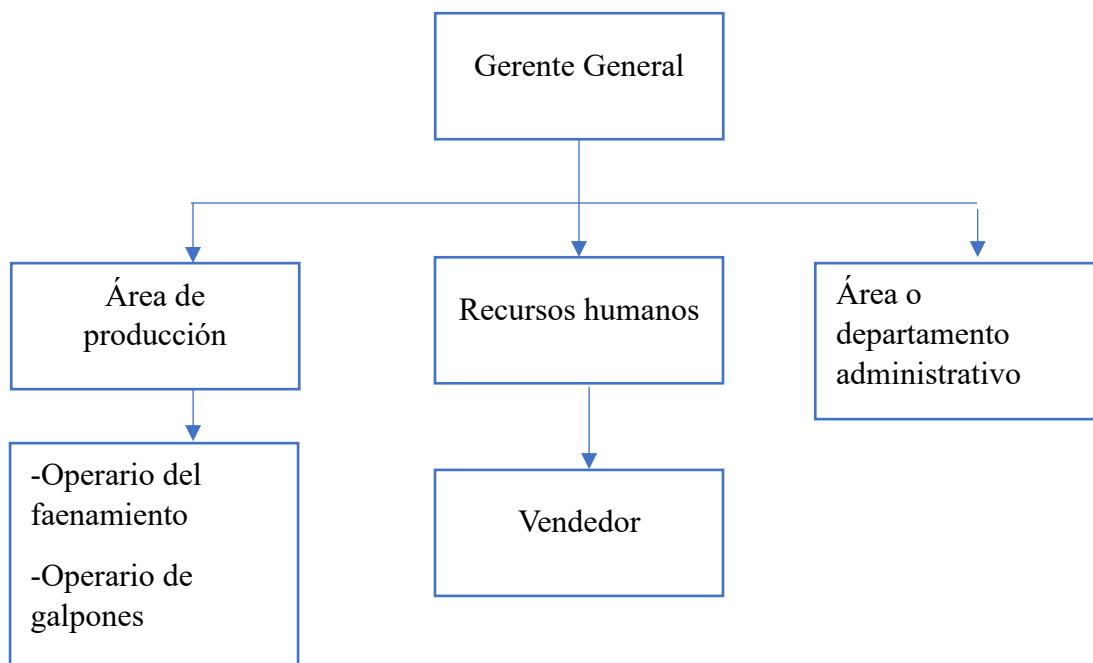 Gerente General
Área de
producción
Recursos humanos
Área o
departamento
administrativo
-Operario del
faenamiento
-Operario de
galpones
Vendedor